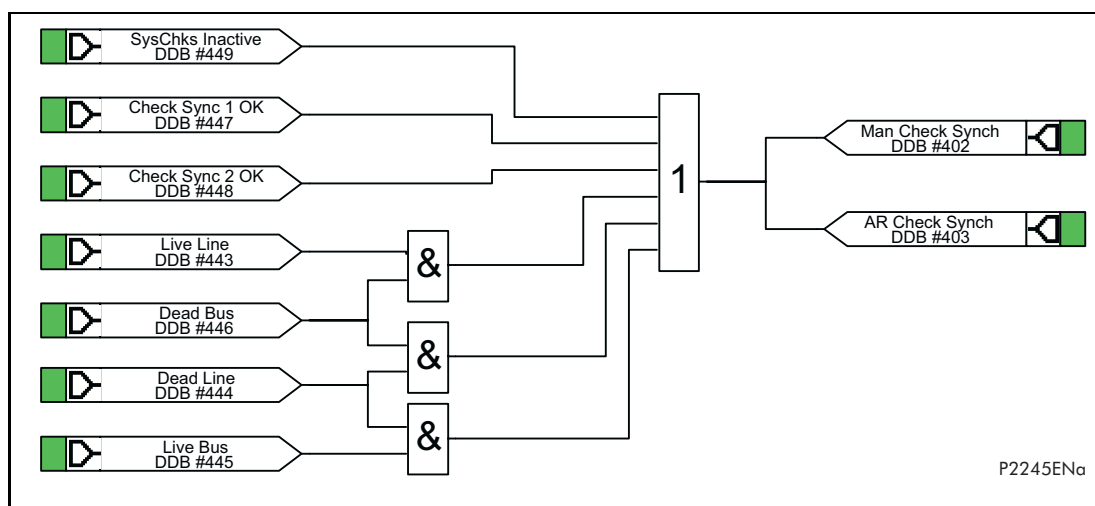 SysChks Inactive
DDB #449
Check Sync 1 OK
DDB #447
Check Sync 2 OK
DDB #448
Live Line
DDB #443
Dead Bus
DDB #446
Dead Line
DDB #444
Live Bus
DDB #445
&
&
&
1
Man Check Synch
DDB #402
AR Check Synch
DDB #403
P2245ENa